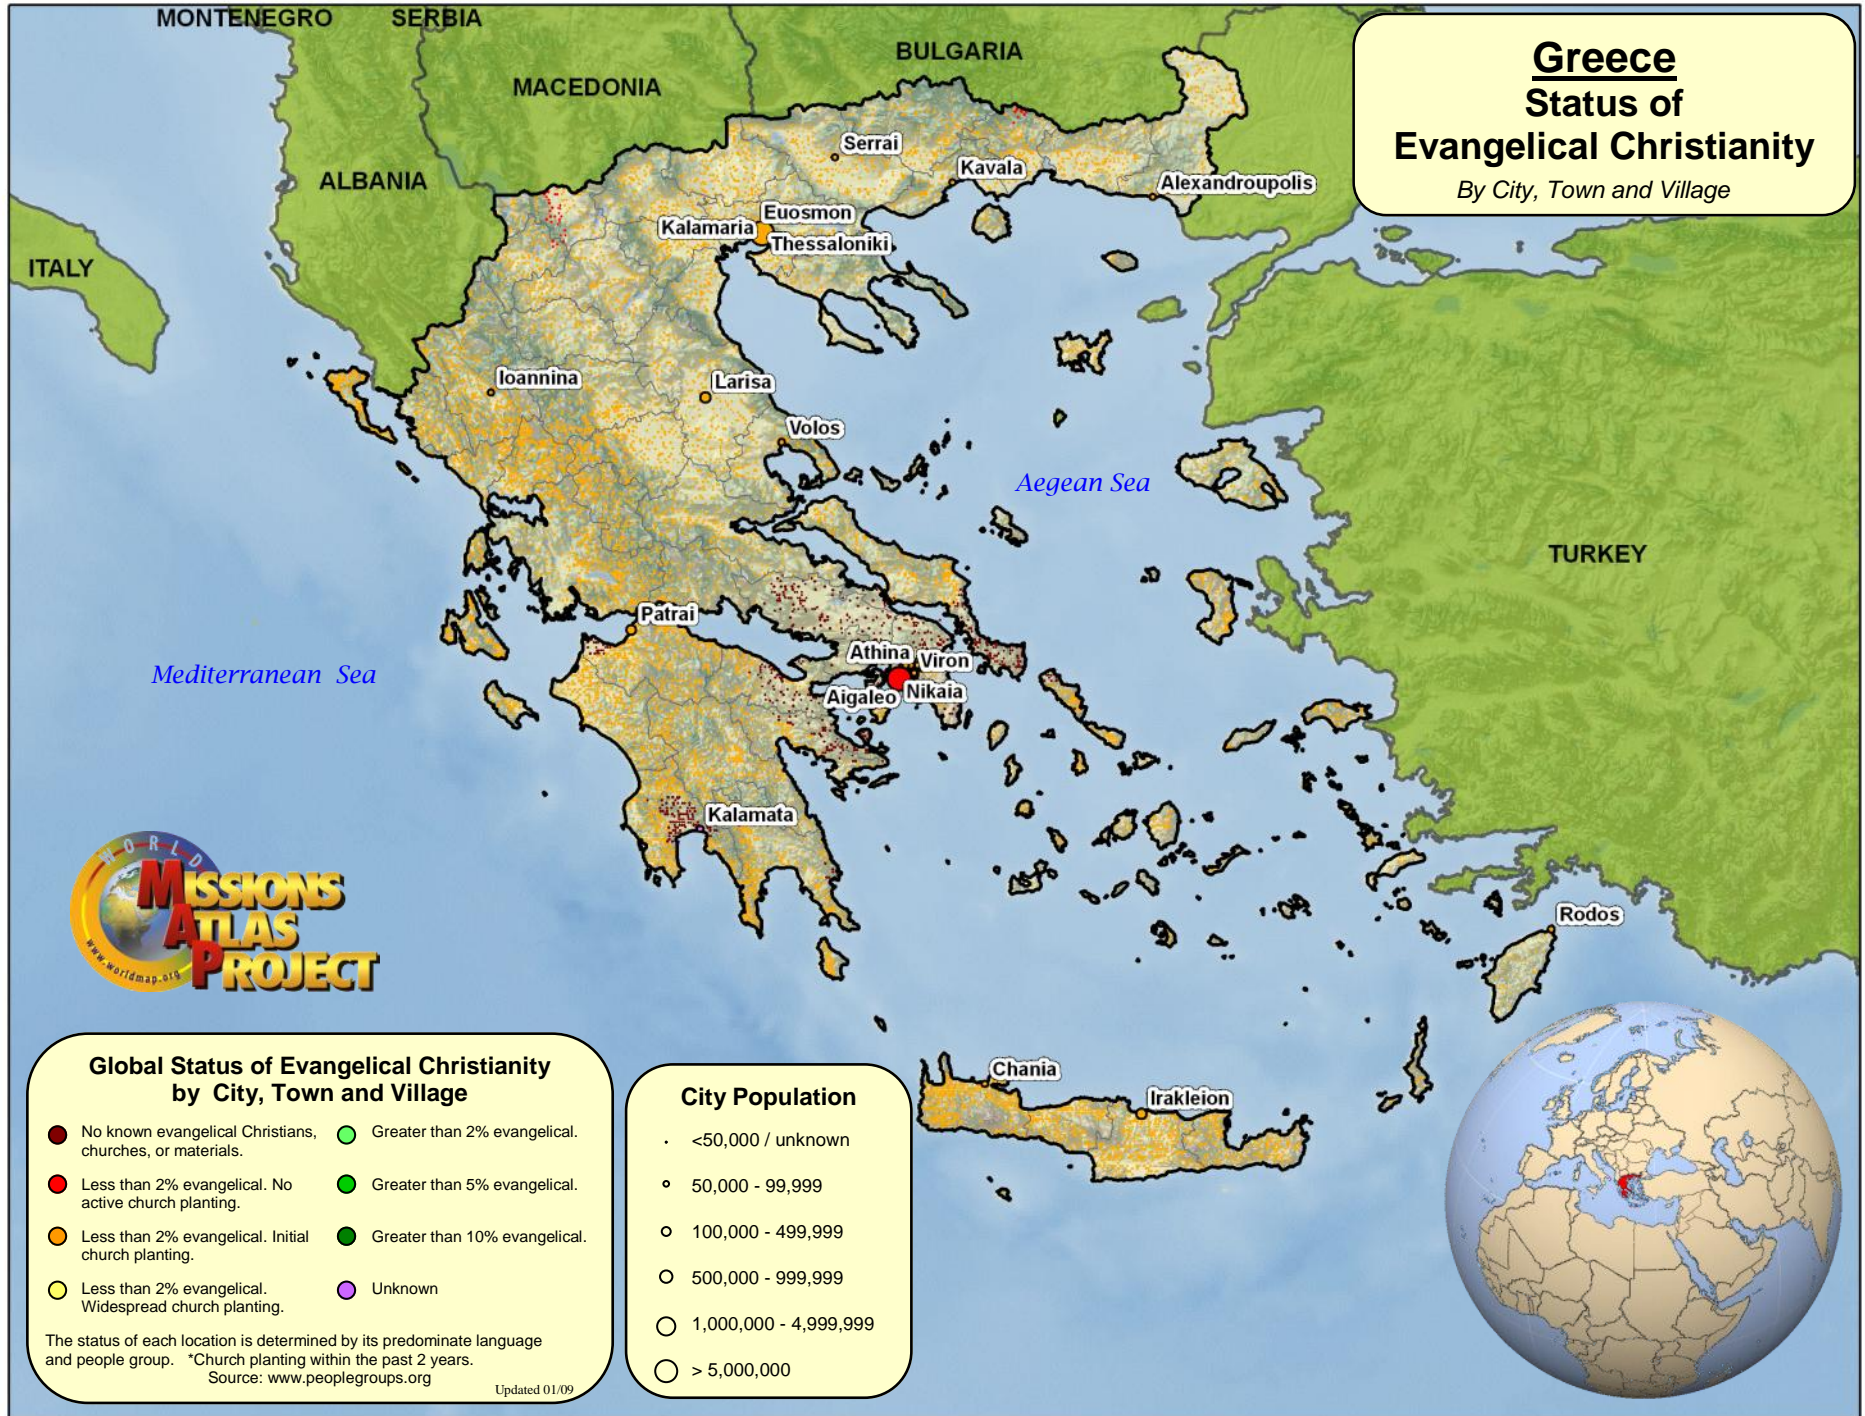 MONTENEGRO
SERBIA
BULGARIA
MACEDONIA
ALBANIA
ITALY
TURKEY
Greece
Status of
Evangelical Christianity
By City, Town and Village
Serrai
Kavala
Alexandroupolis
Euosmon
Kalamaria
Thessaloniki
Ioannina
Larisa
Volos
Aegean Sea
Patrai
Athina
Viron
Aigaleo
Nikaia
Mediterranean Sea
Kalamata
Rodos
Chania
Irakleion
WORLD
MISSIONS
ATLAS
PROJECT
www.worldmap.org
Global Status of Evangelical Christianity
by City, Town and Village
No known evangelical Christians,
churches, or materials.
Less than 2% evangelical. No
active church planting.
Less than 2% evangelical. Initial
church planting.
Less than 2% evangelical.
Widespread church planting.
Greater than 2% evangelical.
Greater than 5% evangelical.
Greater than 10% evangelical.
Unknown
The status of each location is determined by its predominate language
and people group. *Church planting within the past 2 years.
Source: www.peoplegroups.org
Updated 01/09
City Population
<50,000 / unknown
50,000 - 99,999
100,000 - 499,999
500,000 - 999,999
1,000,000 - 4,999,999
> 5,000,000